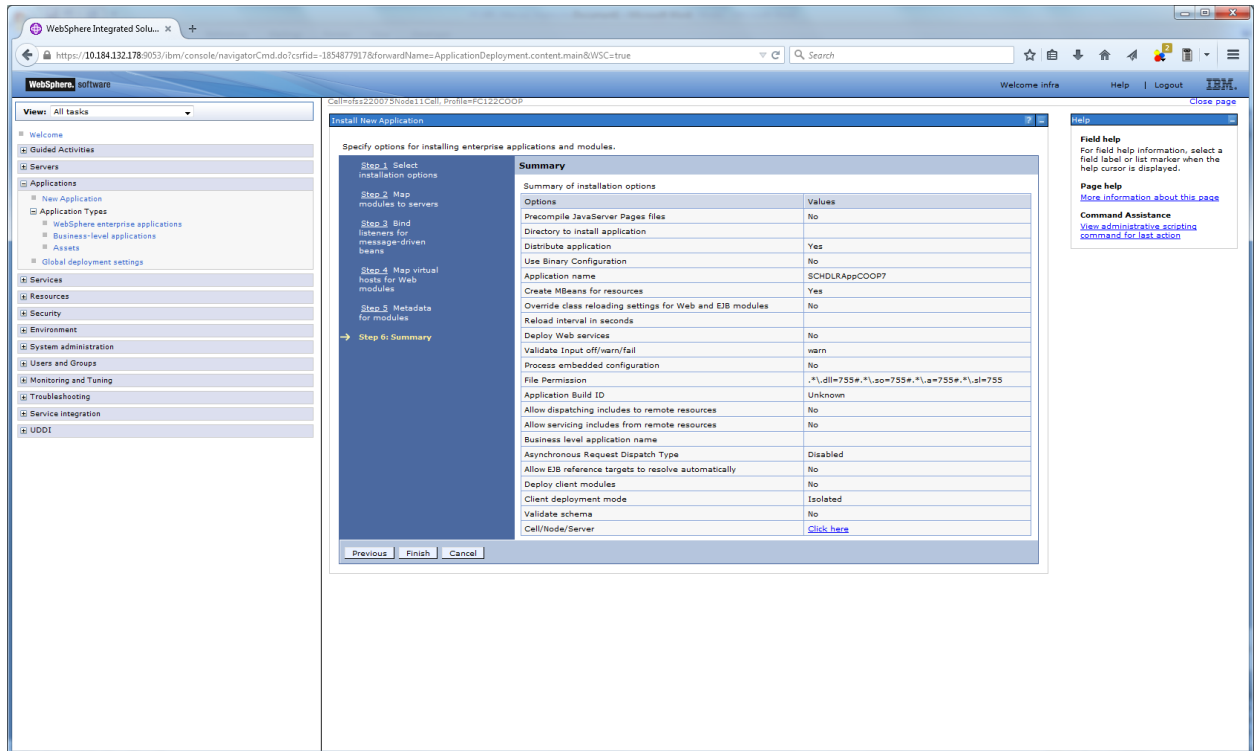 WebSphere Integrated Solu... ×
+
https://10.184.132.178:9053/ibm/console/navigatorCmd.do?csrfid=-1854877917&forwardName=ApplicationDeployment.content.main&WSC=true
Search
2
WebSphere. software
Welcome infra
Help | Logout
IBM.
View: All tasks
Welcome
Guided Activities
Servers
Applications
New Application
Application Types
WebSphere enterprise applications
Business-level applications
Assets
Global deployment settings
Services
Resources
Security
Environment
System administration
Users and Groups
Monitoring and Tuning
Troubleshooting
Service integration
UDDI
Cell=ofss220075Node11Cell, Profile=FC122COOP
Close page
Install New Application
?
Specify options for installing enterprise applications and modules.
Step 1 Select
installation options
Step 2 Map
modules to servers
Step 3 Bind
listeners for
message-driven
beans
Step 4 Map virtual
hosts for Web
modules
Step 5 Metadata
for modules
Step 6: Summary
Summary
Summary of installation options
Options Values
Precompile JavaServer Pages files No
Directory to install application
Distribute application Yes
Use Binary Configuration No
Application name SCHDLRAppCOOP7
Create MBeans for resources Yes
Override class reloading settings for Web and EJB modules No
Reload interval in seconds
Deploy Web services No
Validate Input off/warn/fail warn
Process embedded configuration No
File Permission .*\.dll=755#.*\.so=755#.*\.a=755#.*\.sl=755
Application Build ID Unknown
Allow dispatching includes to remote resources No
Allow servicing includes from remote resources No
Business level application name
Asynchronous Request Dispatch Type Disabled
Allow EJB reference targets to resolve automatically No
Deploy client modules No
Client deployment mode Isolated
Validate schema No
Cell/Node/Server Click here
Previous Finish Cancel
Help
Field help
For field help information, select a
field label or list marker when the
help cursor is displayed.
Page help
More information about this page
Command Assistance
View administrative scripting
command for last action